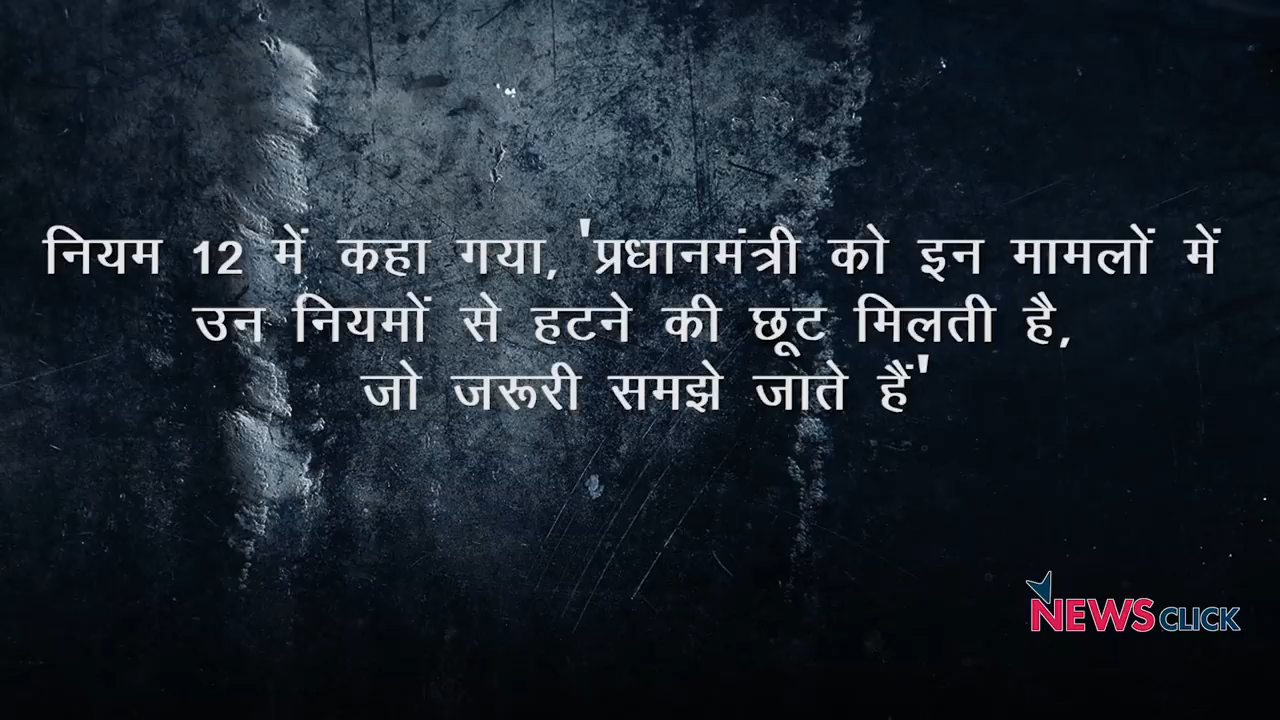 नियम 12 में कहा गया, 'प्रधानमंत्री को इन मामलों में
उन नियमों से हटने की छूट मिलती है,
जो जरूरी समझे जाते हैं'
NEWSCLICK